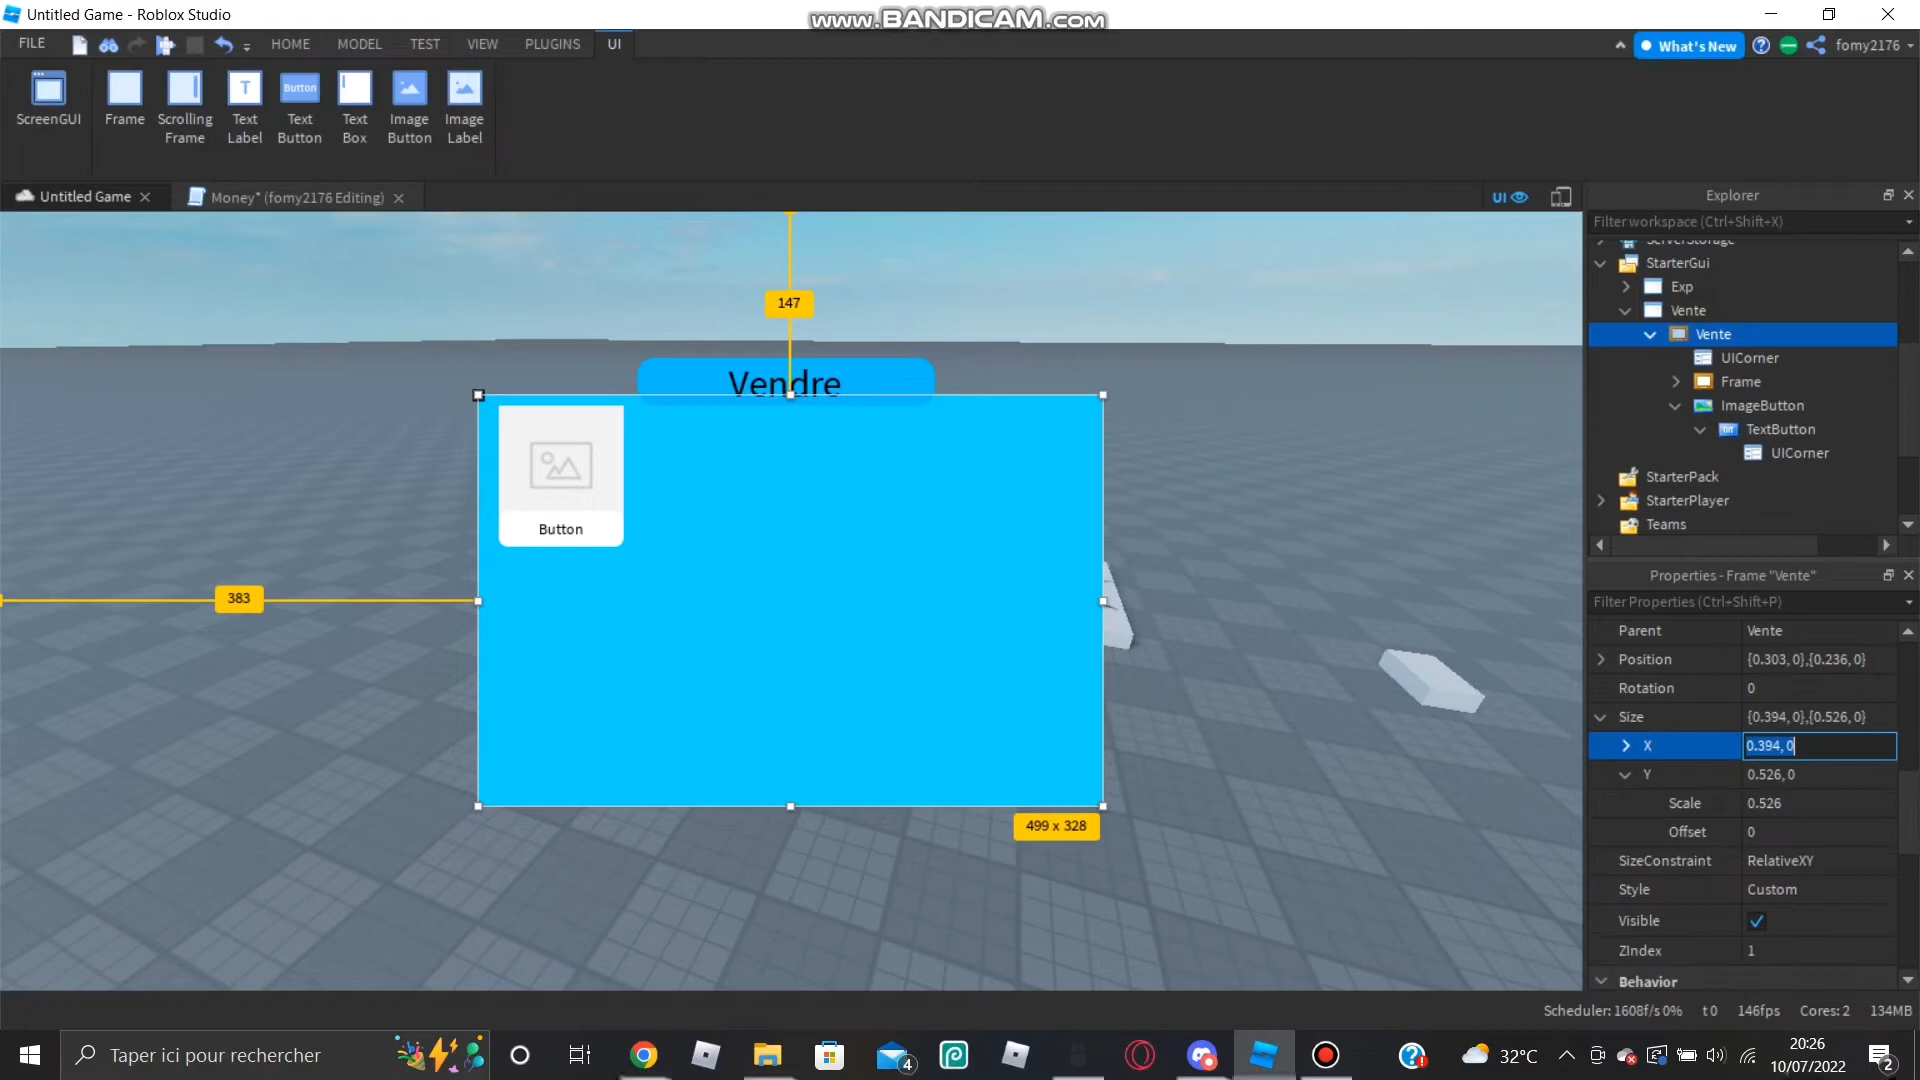 Untitled Game - Roblox Studio
www.BANDICAM.com
FILE
HOME
MODEL
TEST
VIEW
PLUGINS
UI
What's New
fomy2176
ScreenGUI
Frame
Scrolling
Frame
Text
Label
Button
Text
Button
Text
Box
Image
Button
Image
Label
Untitled Game
Money* (fomy2176 Editing)
UI
Explorer
Filter workspace (Ctrl+Shift+X)
ServerStorage
StarterGui
Exp
Vente
Vente
UICorner
Frame
ImageButton
TextButton
UICorner
StarterPack
StarterPlayer
Teams
147
Vendre
Button
383
499 x 328
Properties - Frame "Vente"
Filter Properties (Ctrl+Shift+P)
Parent Vente
Position {0.303, 0},{0.236, 0}
Rotation 0
Size {0.394, 0},{0.526, 0}
X 0.394, 0
Y 0.526, 0
Scale 0.526
Offset 0
SizeConstraint RelativeXY
Style Custom
Visible
ZIndex 1
Behavior
Scheduler: 1608f/s 0% t 0 146fps Cores: 2 134MB
Taper ici pour rechercher
4
32°C
20:26
10/07/2022
2